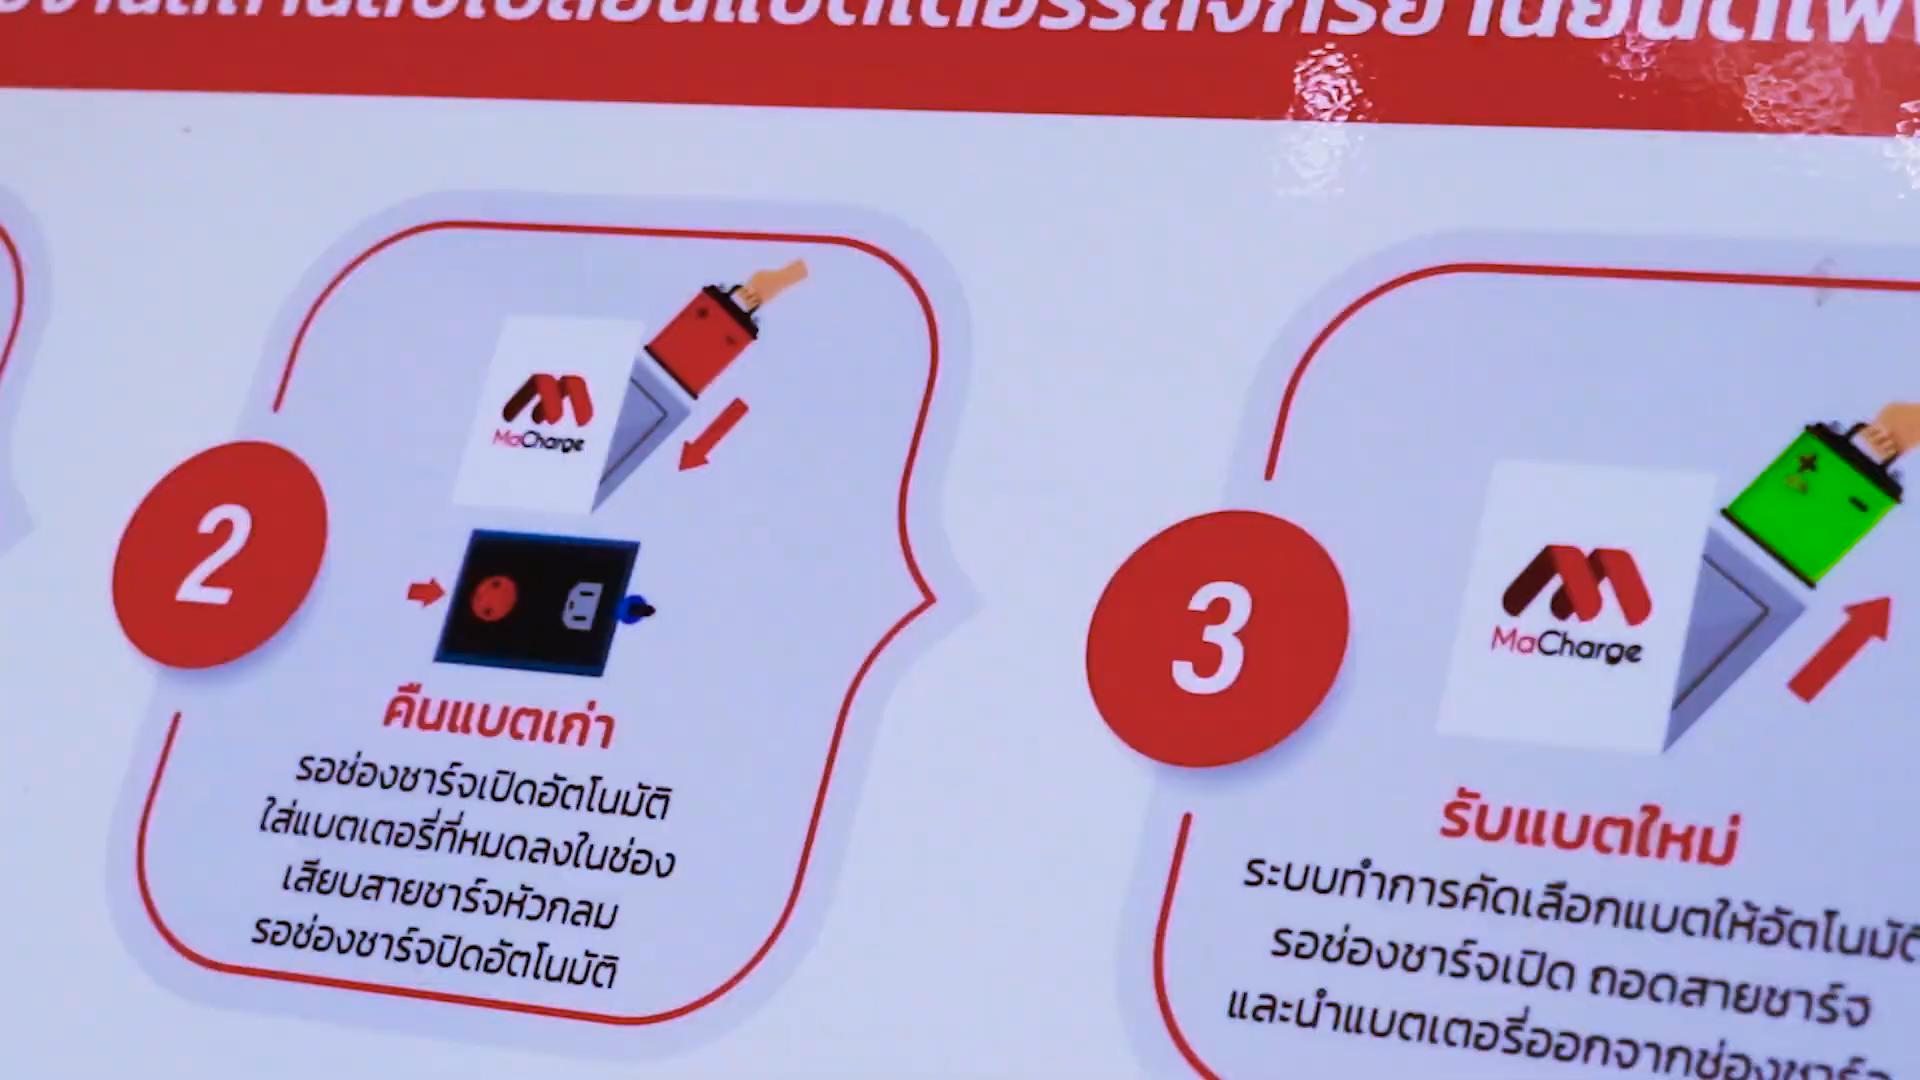 2
MaCharge
คืนแบตเก่า
รอช่องชาร์จเปิดอัตโนมัติ
ใส่แบตเตอรี่ที่หมดลงในช่อง
เสียบสายชาร์จหัวกลม
รอช่องชาร์จปิดอัตโนมัติ
3
MaCharge
รับแบตใหม่
ระบบทำการคัดเลือกแบตให้อัตโนมัติ
รอช่องชาร์จเปิด ถอดสายชาร์จ
และนำแบตเตอรี่ออกจากช่องชาร์จ